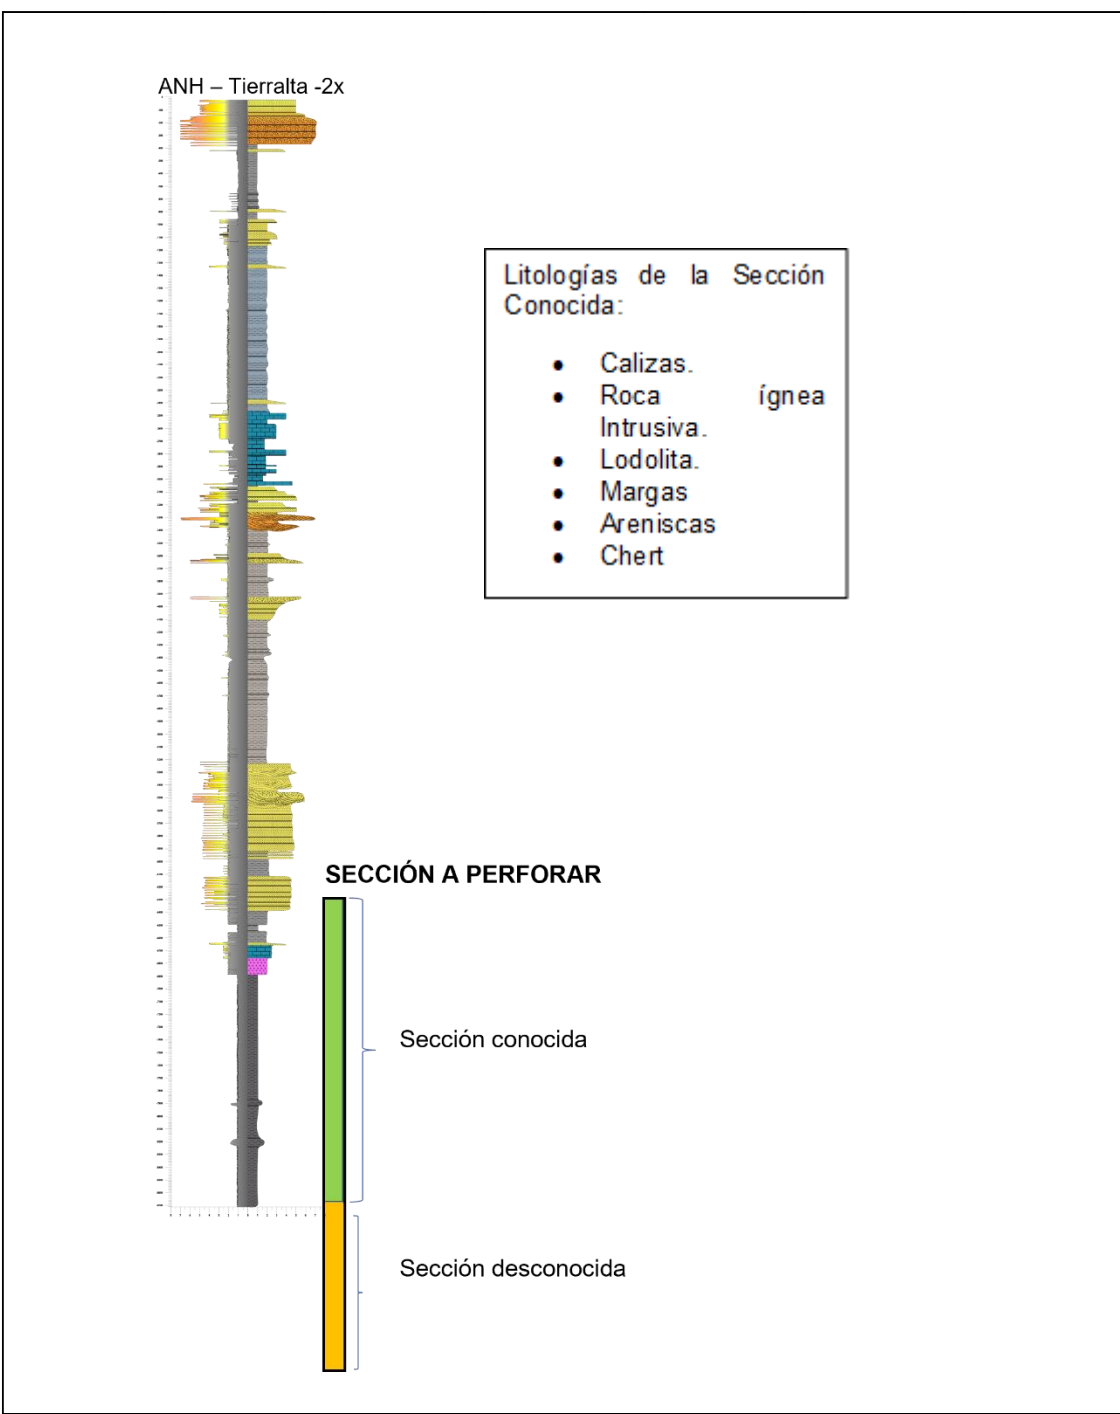 ANH – Tierralta -2x
Litologías de la Sección
Conocida:
• Calizas.
• Roca ígnea
Intrusiva.
• Lodolita.
• Margas
• Areniscas
• Chert
SECCIÓN A PERFORAR
Sección conocida
Sección desconocida